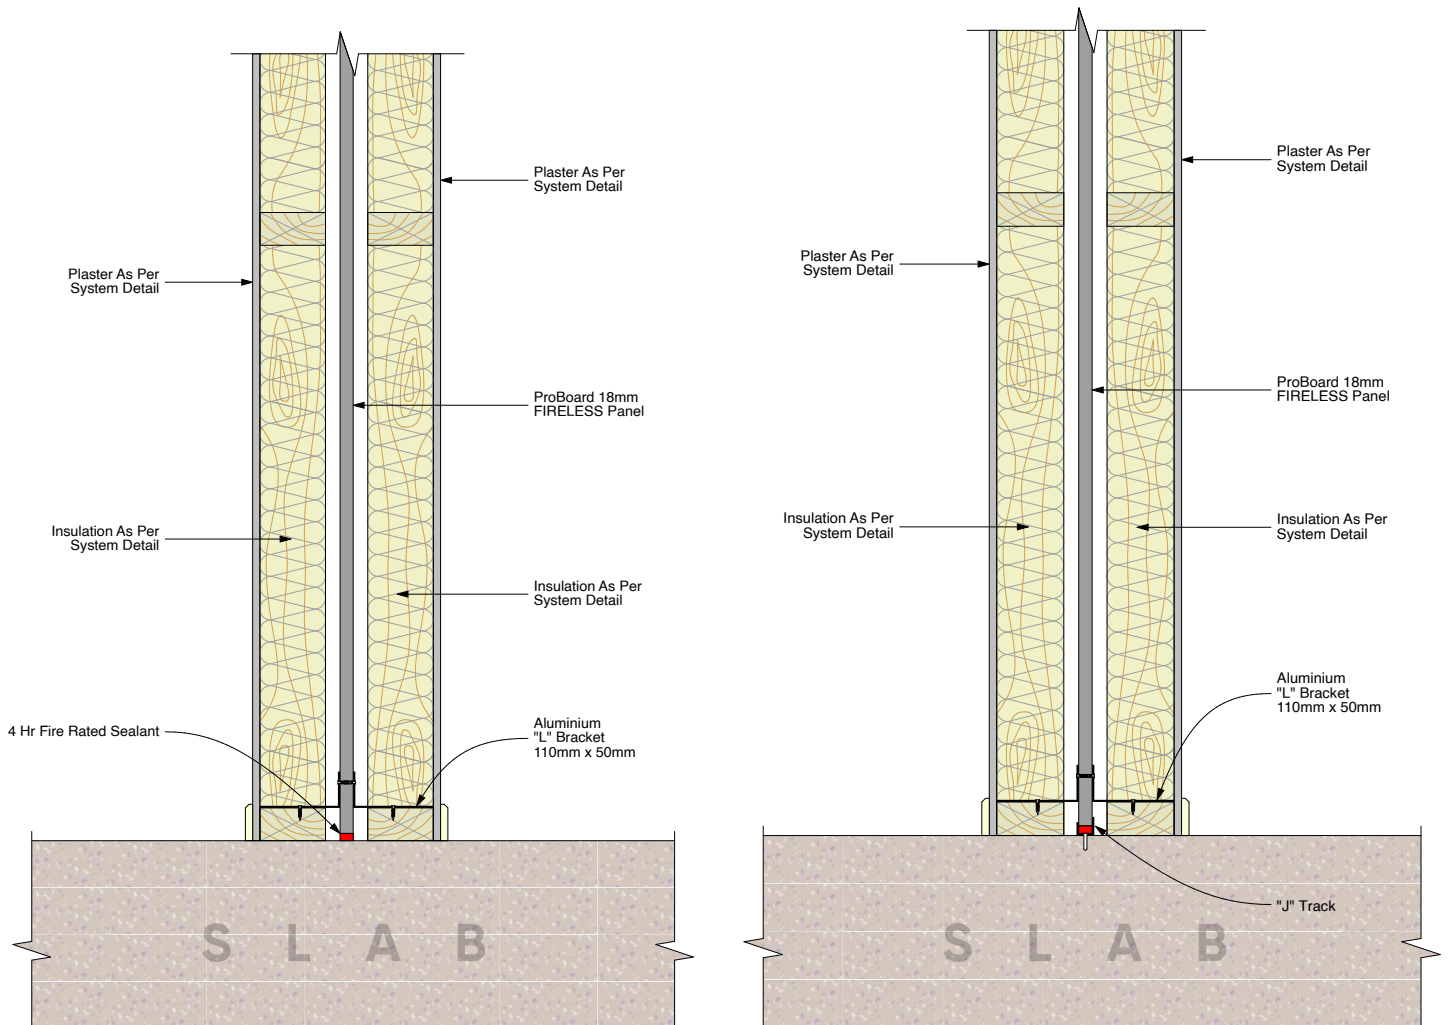 Plaster As Per
System Detail
Plaster As Per
System Detail
ProBoard 18mm
FIRELESS Panel
Insulation As Per
System Detail
Insulation As Per
System Detail
4 Hr Fire Rated Sealant
Aluminium
"L" Bracket
110mm x 50mm
S L A B
Plaster As Per
System Detail
Plaster As Per
System Detail
ProBoard 18mm
FIRELESS Panel
Insulation As Per
System Detail
Insulation As Per
System Detail
Aluminium
"L" Bracket
110mm x 50mm
"J" Track
S L A B